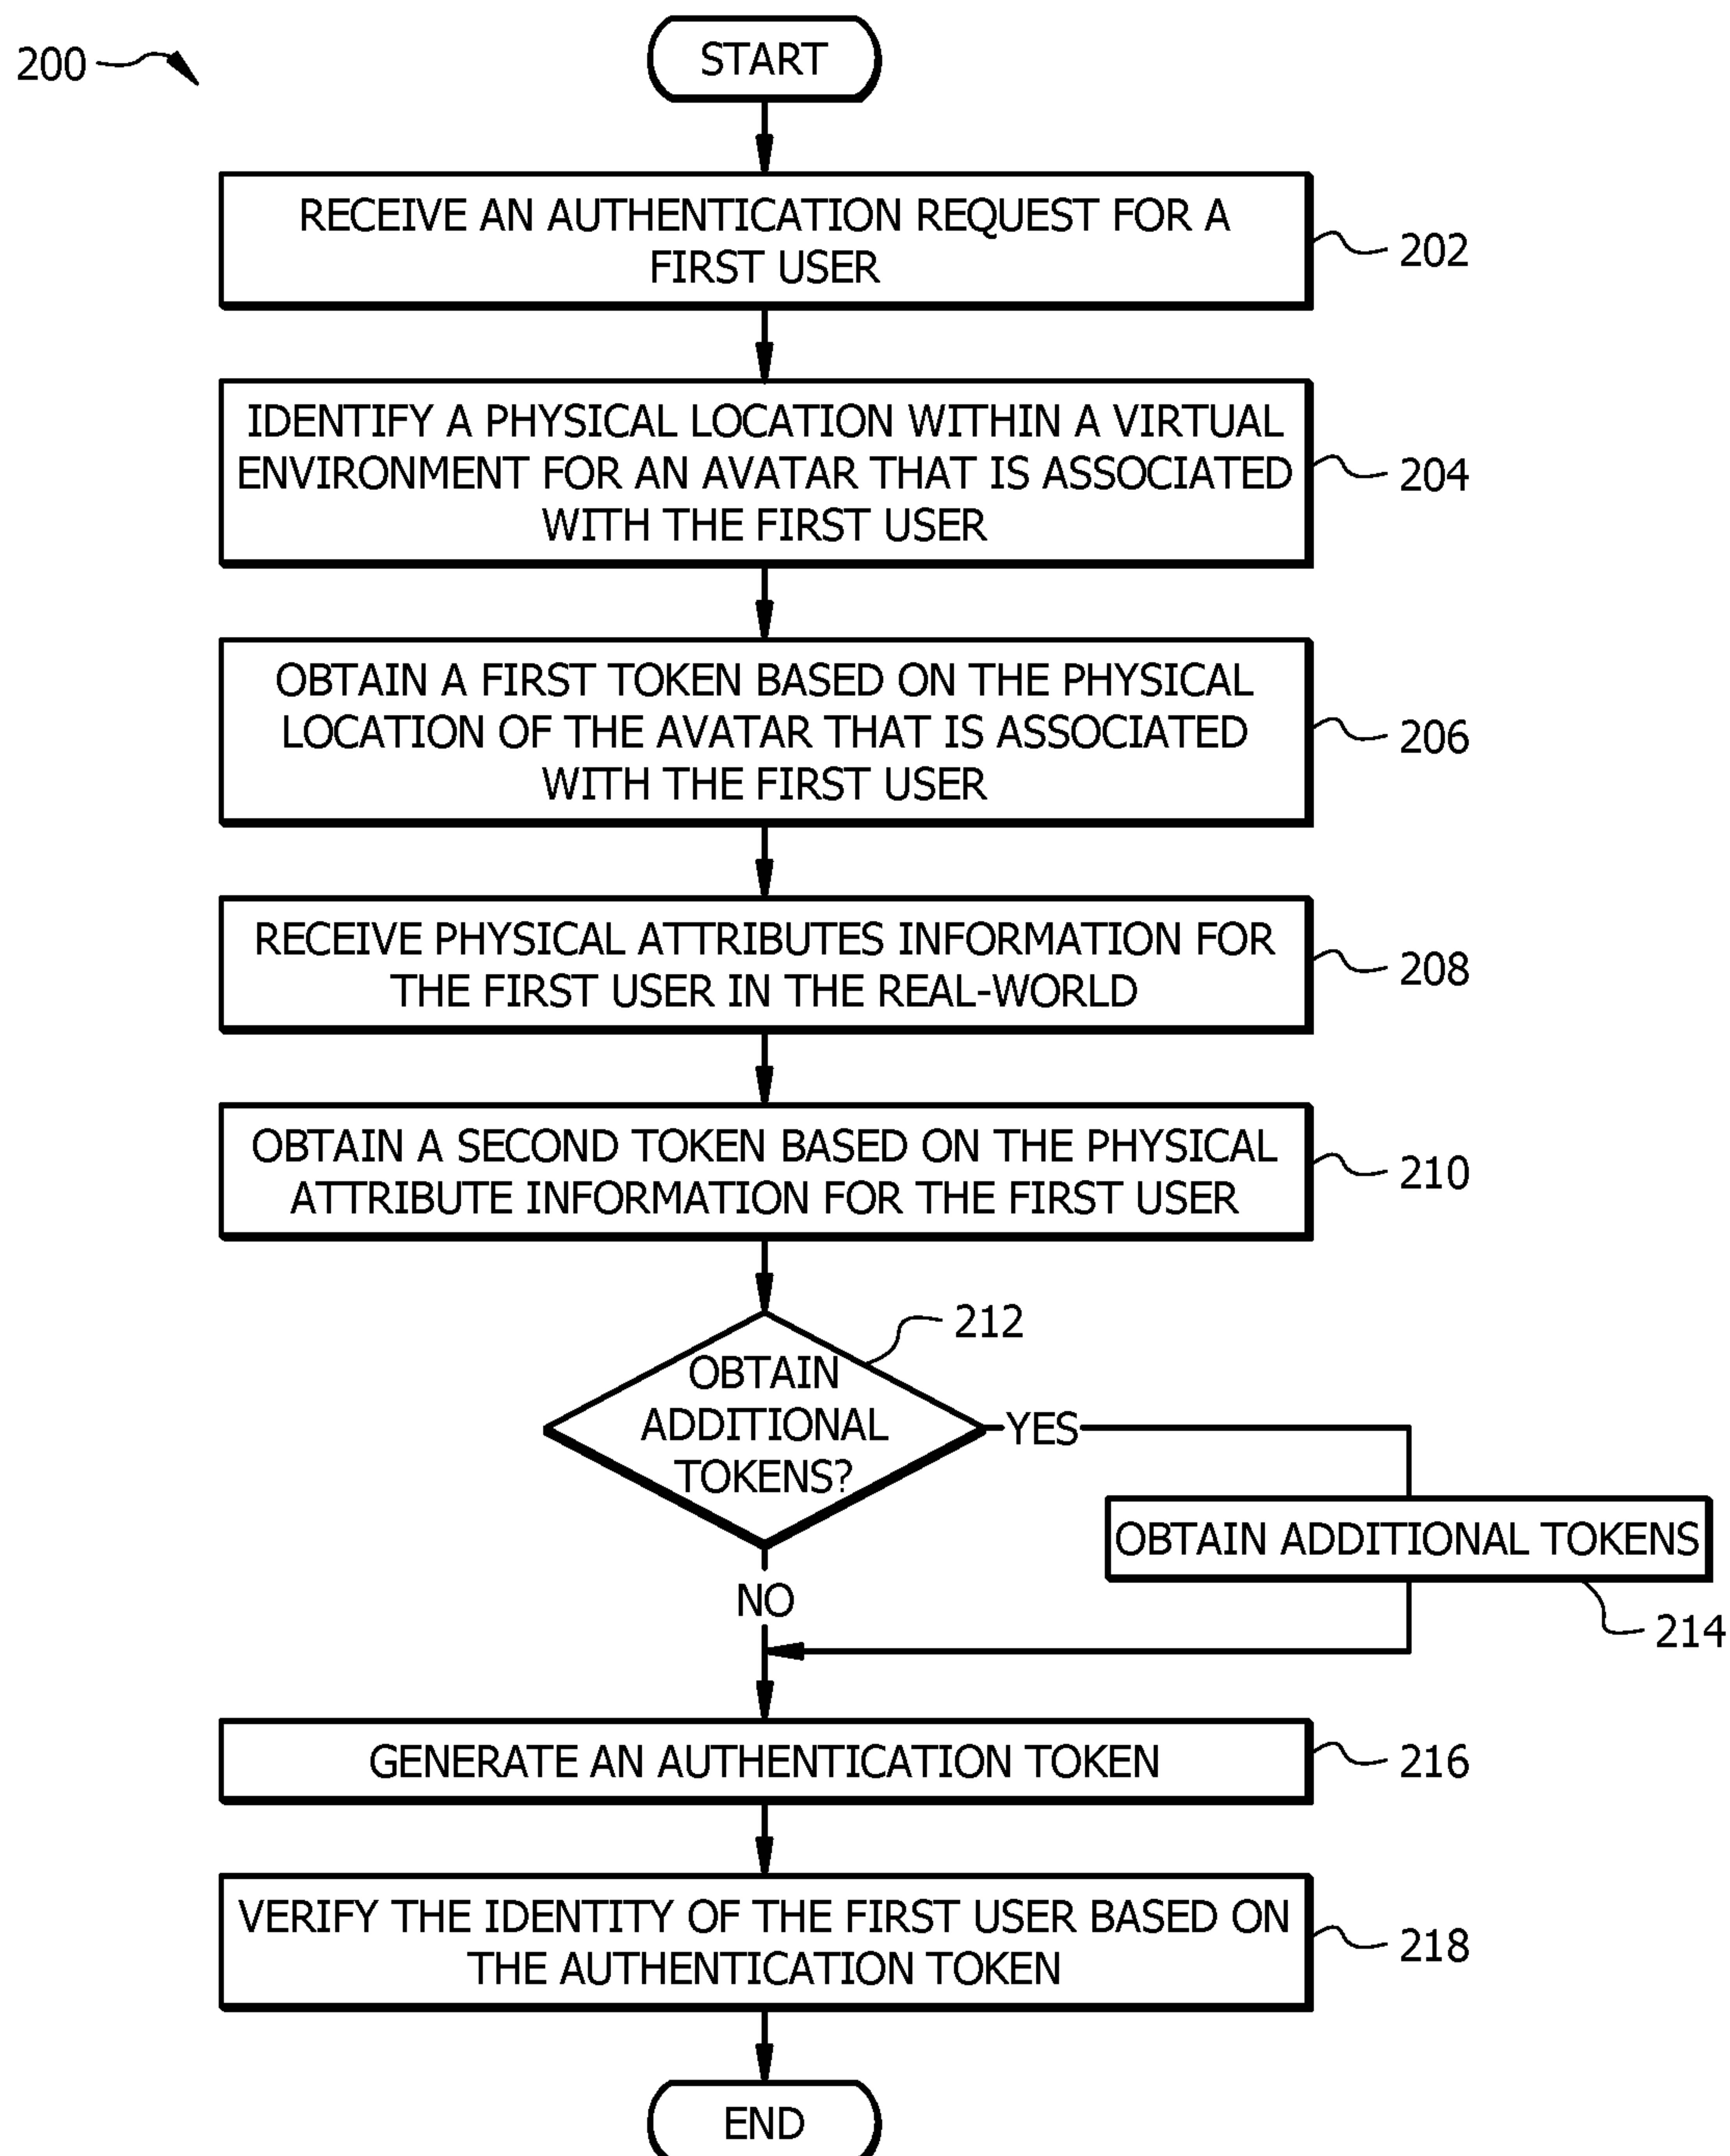 200
START
RECEIVE AN AUTHENTICATION REQUEST FOR A
FIRST USER
202
IDENTIFY A PHYSICAL LOCATION WITHIN A VIRTUAL
ENVIRONMENT FOR AN AVATAR THAT IS ASSOCIATED
WITH THE FIRST USER
204
OBTAIN A FIRST TOKEN BASED ON THE PHYSICAL
LOCATION OF THE AVATAR THAT IS ASSOCIATED
WITH THE FIRST USER
206
RECEIVE PHYSICAL ATTRIBUTES INFORMATION FOR
THE FIRST USER IN THE REAL-WORLD
208
OBTAIN A SECOND TOKEN BASED ON THE PHYSICAL
ATTRIBUTE INFORMATION FOR THE FIRST USER
210
212
OBTAIN
ADDITIONAL
TOKENS?
YES
OBTAIN ADDITIONAL TOKENS
214
NO
GENERATE AN AUTHENTICATION TOKEN
216
VERIFY THE IDENTITY OF THE FIRST USER BASED ON
THE AUTHENTICATION TOKEN
218
END